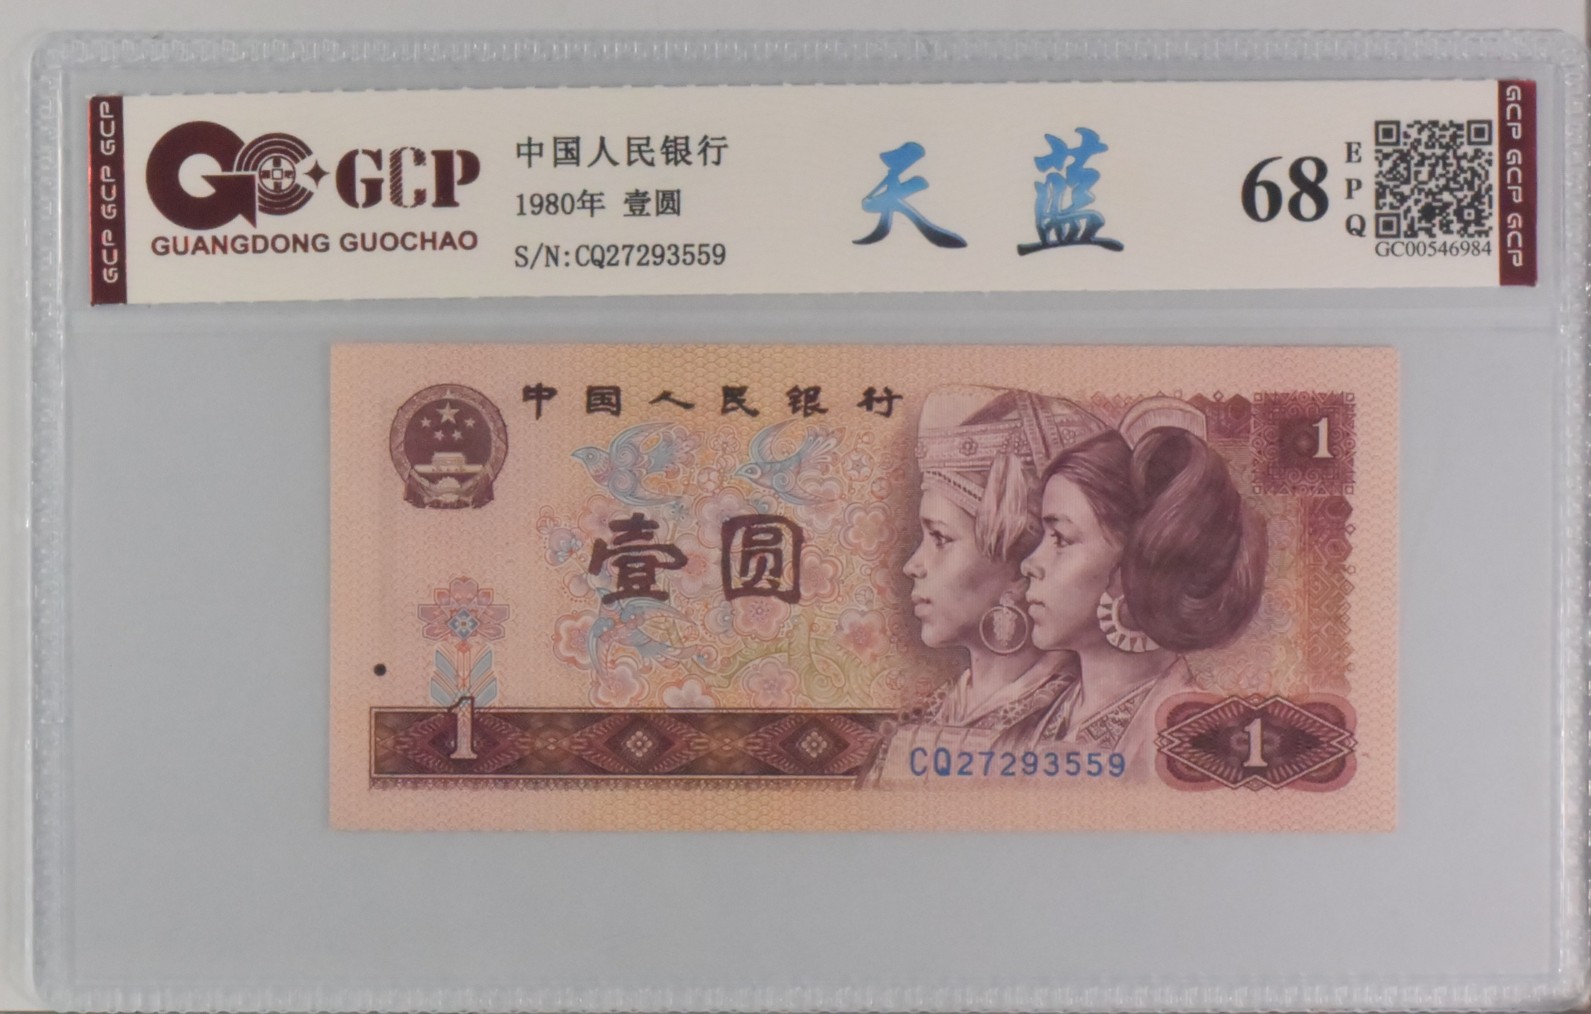 GCP GCP GCP
GC GCP
GUANGDONG GUOCHAO
中国人民银行
1980年 壹圆
S/N:CQ27293559
天 蓝
68
EPQ
GC00546984
GCP GCP GCP
中国人民银行
1
壹圆
1
CQ27293559
1